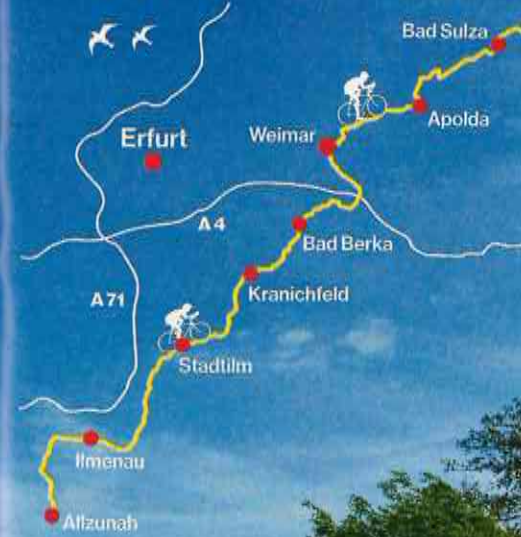 Bad Sulza
Apolda
Weimar
Erfurt
A4
Bad Berka
A71
Kranichfeld
Stadtilm
Ilmenau
Allzunah